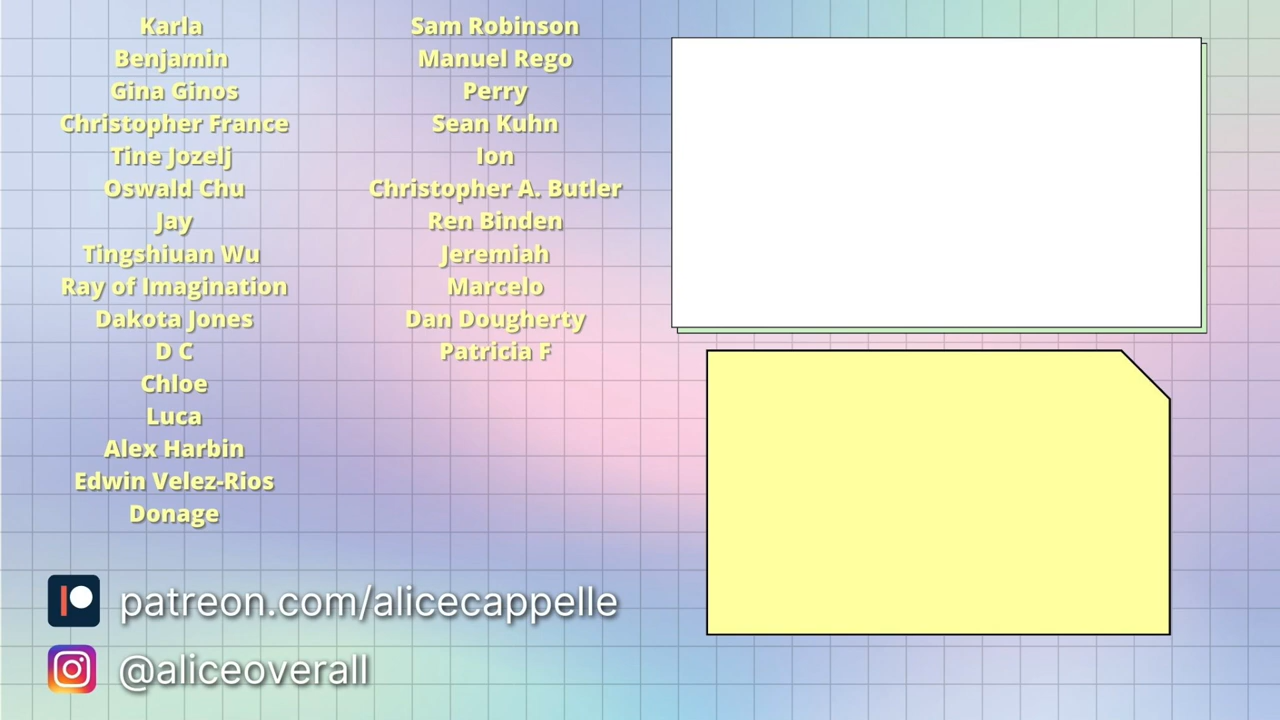 Karla
Benjamin
Gina Ginos
Christopher France
Tine Jozelj
Oswald Chu
Jay
Tingshiuan Wu
Ray of Imagination
Dakota Jones
D C
Chloe
Luca
Alex Harbin
Edwin Velez-Rios
Donage
Sam Robinson
Manuel Rego
Perry
Sean Kuhn
Ion
Christopher A. Butler
Ren Binden
Jeremiah
Marcelo
Dan Dougherty
Patricia F
patreon.com/alicecappelle
@aliceoverall